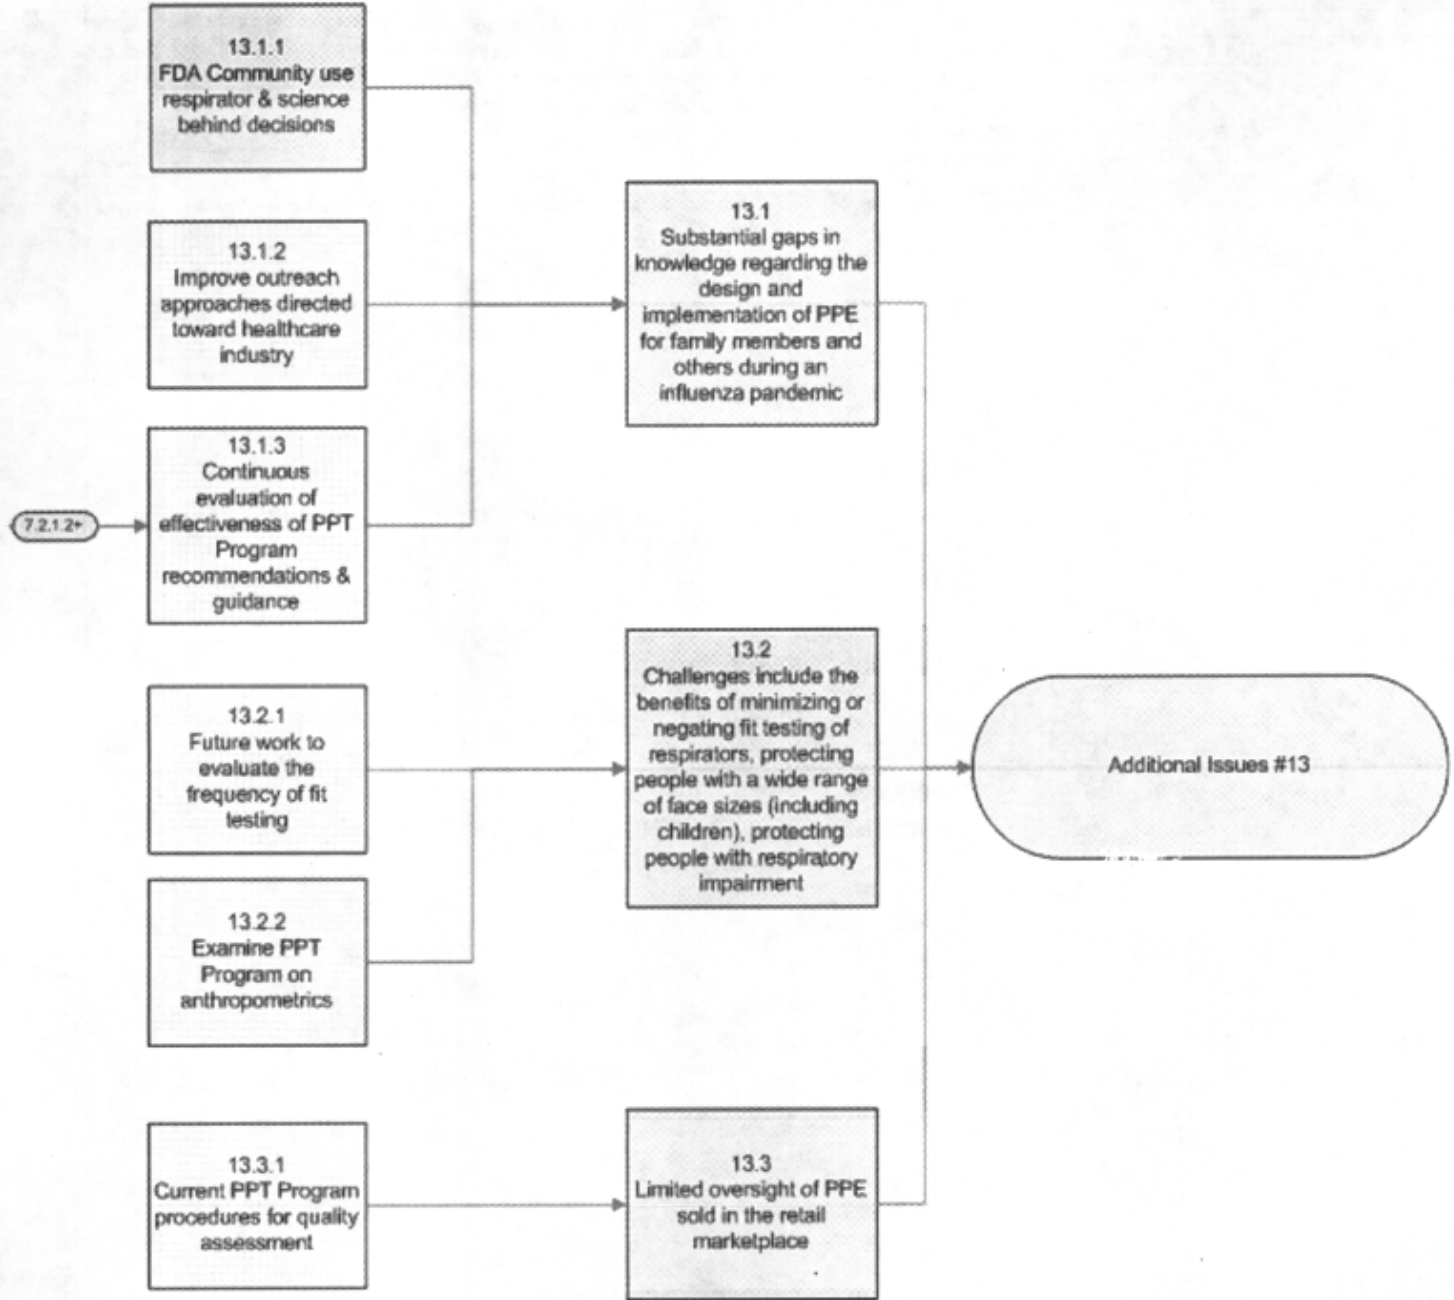 13.1.1
FDA Community use
respirator & science
behind decisions
13.1.2
Improve outreach
approaches directed
toward healthcare
industry
13.1.3
Continuous
evaluation of
effectiveness of PPT
Program
recommendations &
guidance
7.2.1.2+
13.2.1
Future work to
evaluate the
frequency of fit
testing
13.2.2
Examine PPT
Program on
anthropometrics
13.3.1
Current PPT Program
procedures for quality
assessment
13.1
Substantial gaps in
knowledge regarding the
design and
implementation of PPE
for family members and
others during an
influenza pandemic
13.2
Challenges include the
benefits of minimizing or
negating fit testing of
respirators, protecting
people with a wide range
of face sizes (including
children), protecting
people with respiratory
impairment
13.3
Limited oversight of PPE
sold in the retail
marketplace
Additional Issues #13